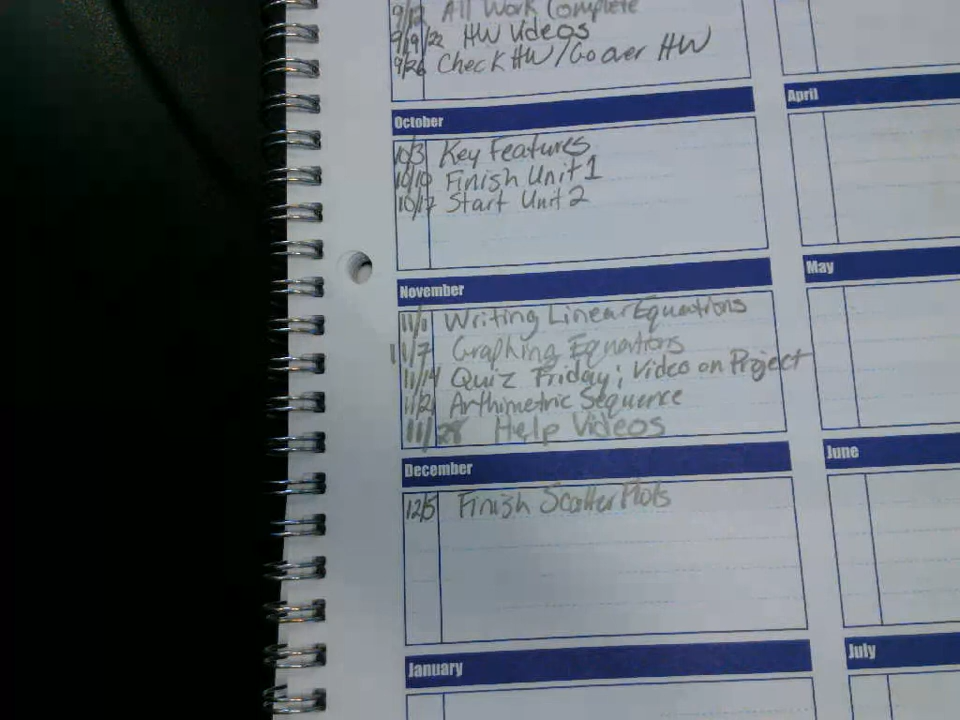 9/12 All Work Complete
9/19/22 HW Videos
9/26 Check HW/Go over HW
October
10/3 Key Features
10/10 Finish Unit 1
10/17 Start Unit 2
November
11/1 Writing Linear Equations
11/7 Graphing Equations
11/14 Quiz Friday; Video on Project
11/21 Arthimetric Sequence
11/28 Help Videos
December
12/5 Finish Scatter Plots
January
April
May
June
July